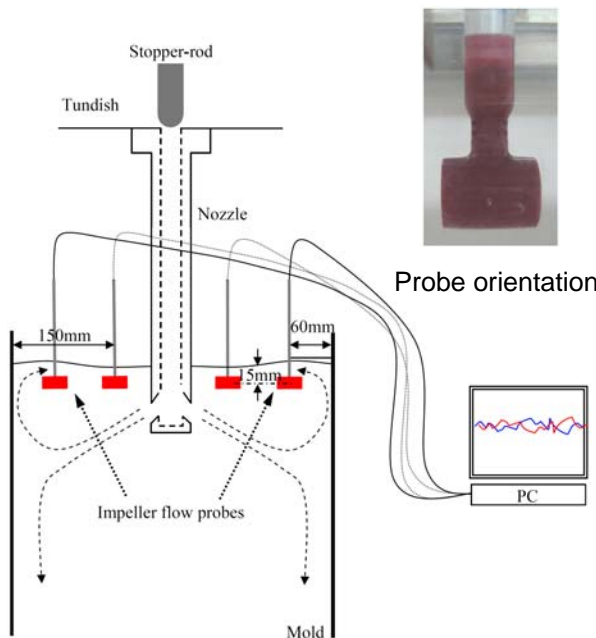 Stopper-rod
Tundish
Nozzle
Probe orientation
150mm
60mm
15mm
PC
Impeller flow probes
Mold